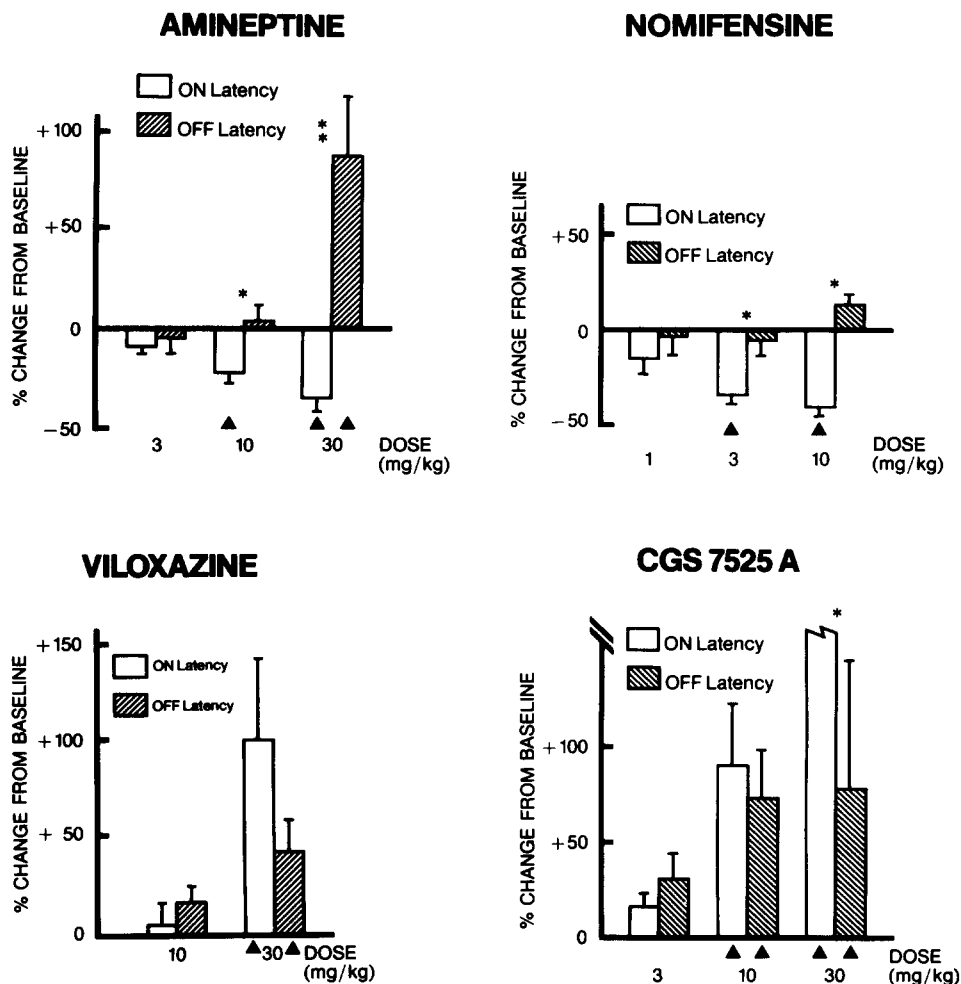 AMINEPTINE
ON Latency
OFF Latency
% CHANGE FROM BASELINE
+100
+50
0
−50
*
**
3 10 30 DOSE
(mg/kg)
NOMIFENSINE
ON Latency
OFF Latency
% CHANGE FROM BASELINE
+50
0
−50
*
*
1 3 10 DOSE
(mg/kg)
VILOXAZINE
ON Latency
OFF Latency
% CHANGE FROM BASELINE
+150
+100
+ 50
0
10 30 DOSE
(mg/kg)
CGS 7525 A
ON Latency
OFF Latency
% CHANGE FROM BASELINE
+100
+50
0
*
3 10 30 DOSE
(mg/kg)